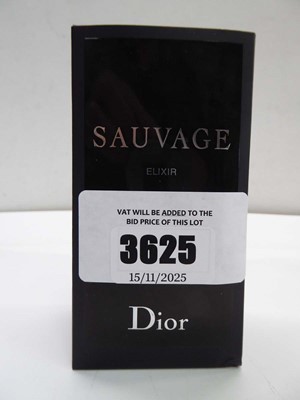 SAUVAGE
ELIXIR
VAT WILL BE ADDED TO THE
BID PRICE OF THIS LOT
3625
15/11/2025
Dior